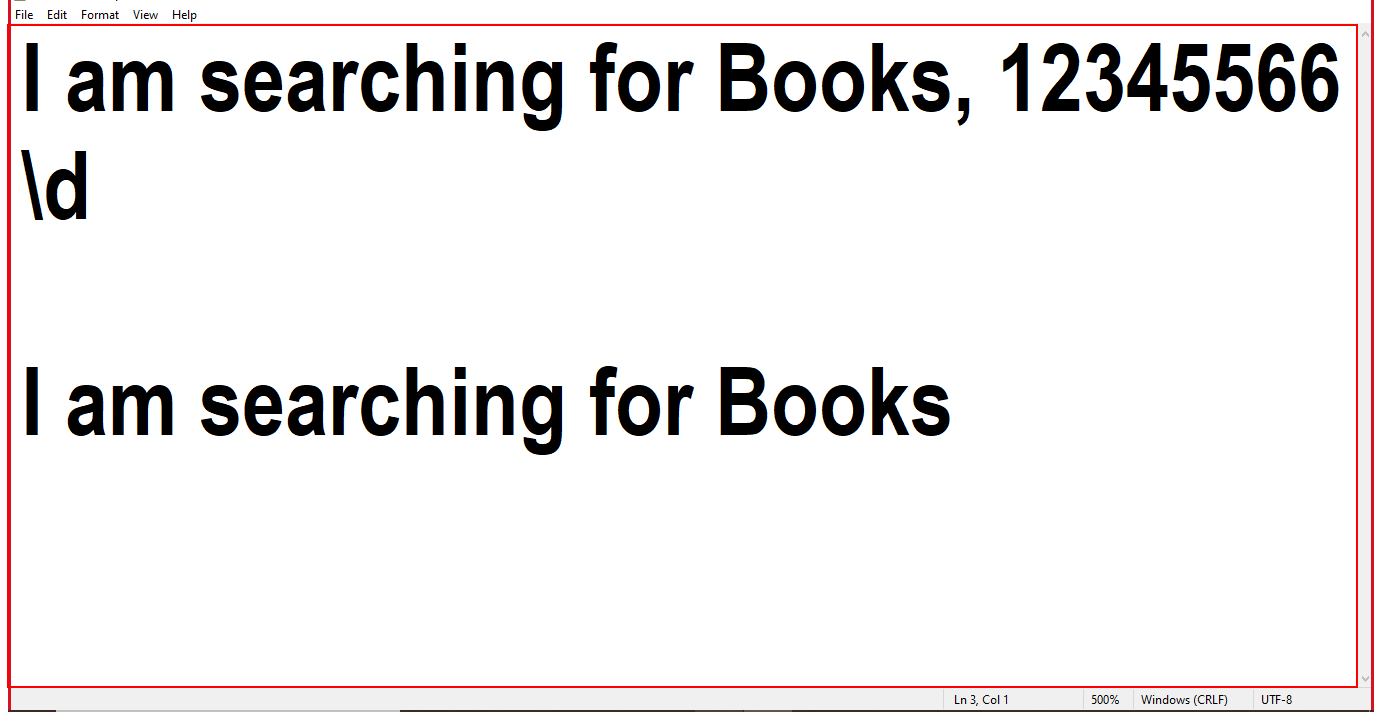 File Edit Format View Help
I am searching for Books, 12345566
\d
I am searching for Books
Ln 3, Col 1 500% Windows (CRLF) UTF-8